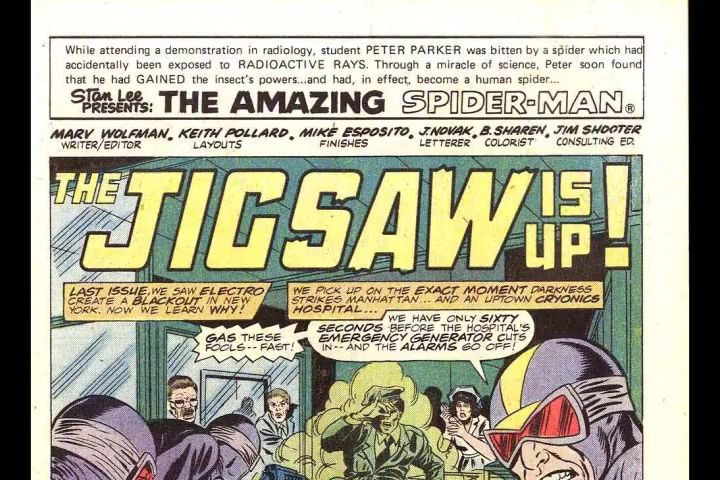 While attending a demonstration in radiology, student PETER PARKER was bitten by a spider which had
accidentally been exposed to RADIOACTIVE RAYS. Through a miracle of science, Peter soon found
that he had GAINED the insect's powers...and had, in effect, become a human spider...
Stan Lee
PRESENTS: THE AMAZING SPIDER-MAN®
MARV WOLFMAN. KEITH POLLARD. MIKE ESPOSITO. J.NOVAK. B.SHAREN. JIM SHOOTER
WRITER/EDITOR LAYOUTS FINISHES LETTERER COLORIST CONSULTING ED.
THE JIGSAW IS UP!
LAST ISSUE, WE SAW ELECTRO
CREATE A BLACKOUT IN NEW
YORK. NOW WE LEARN WHY!
WE PICK UP ON THE EXACT MOMENT DARKNESS
STRIKES MANHATTAN... AND AN UPTOWN CRYONICS
HOSPITAL...
GAS THESE
FOOLS--FAST!
WE HAVE ONLY SIXTY
SECONDS BEFORE THE HOSPITAL'S
EMERGENCY GENERATOR CUTS
IN--AND THE ALARMS GO OFF!